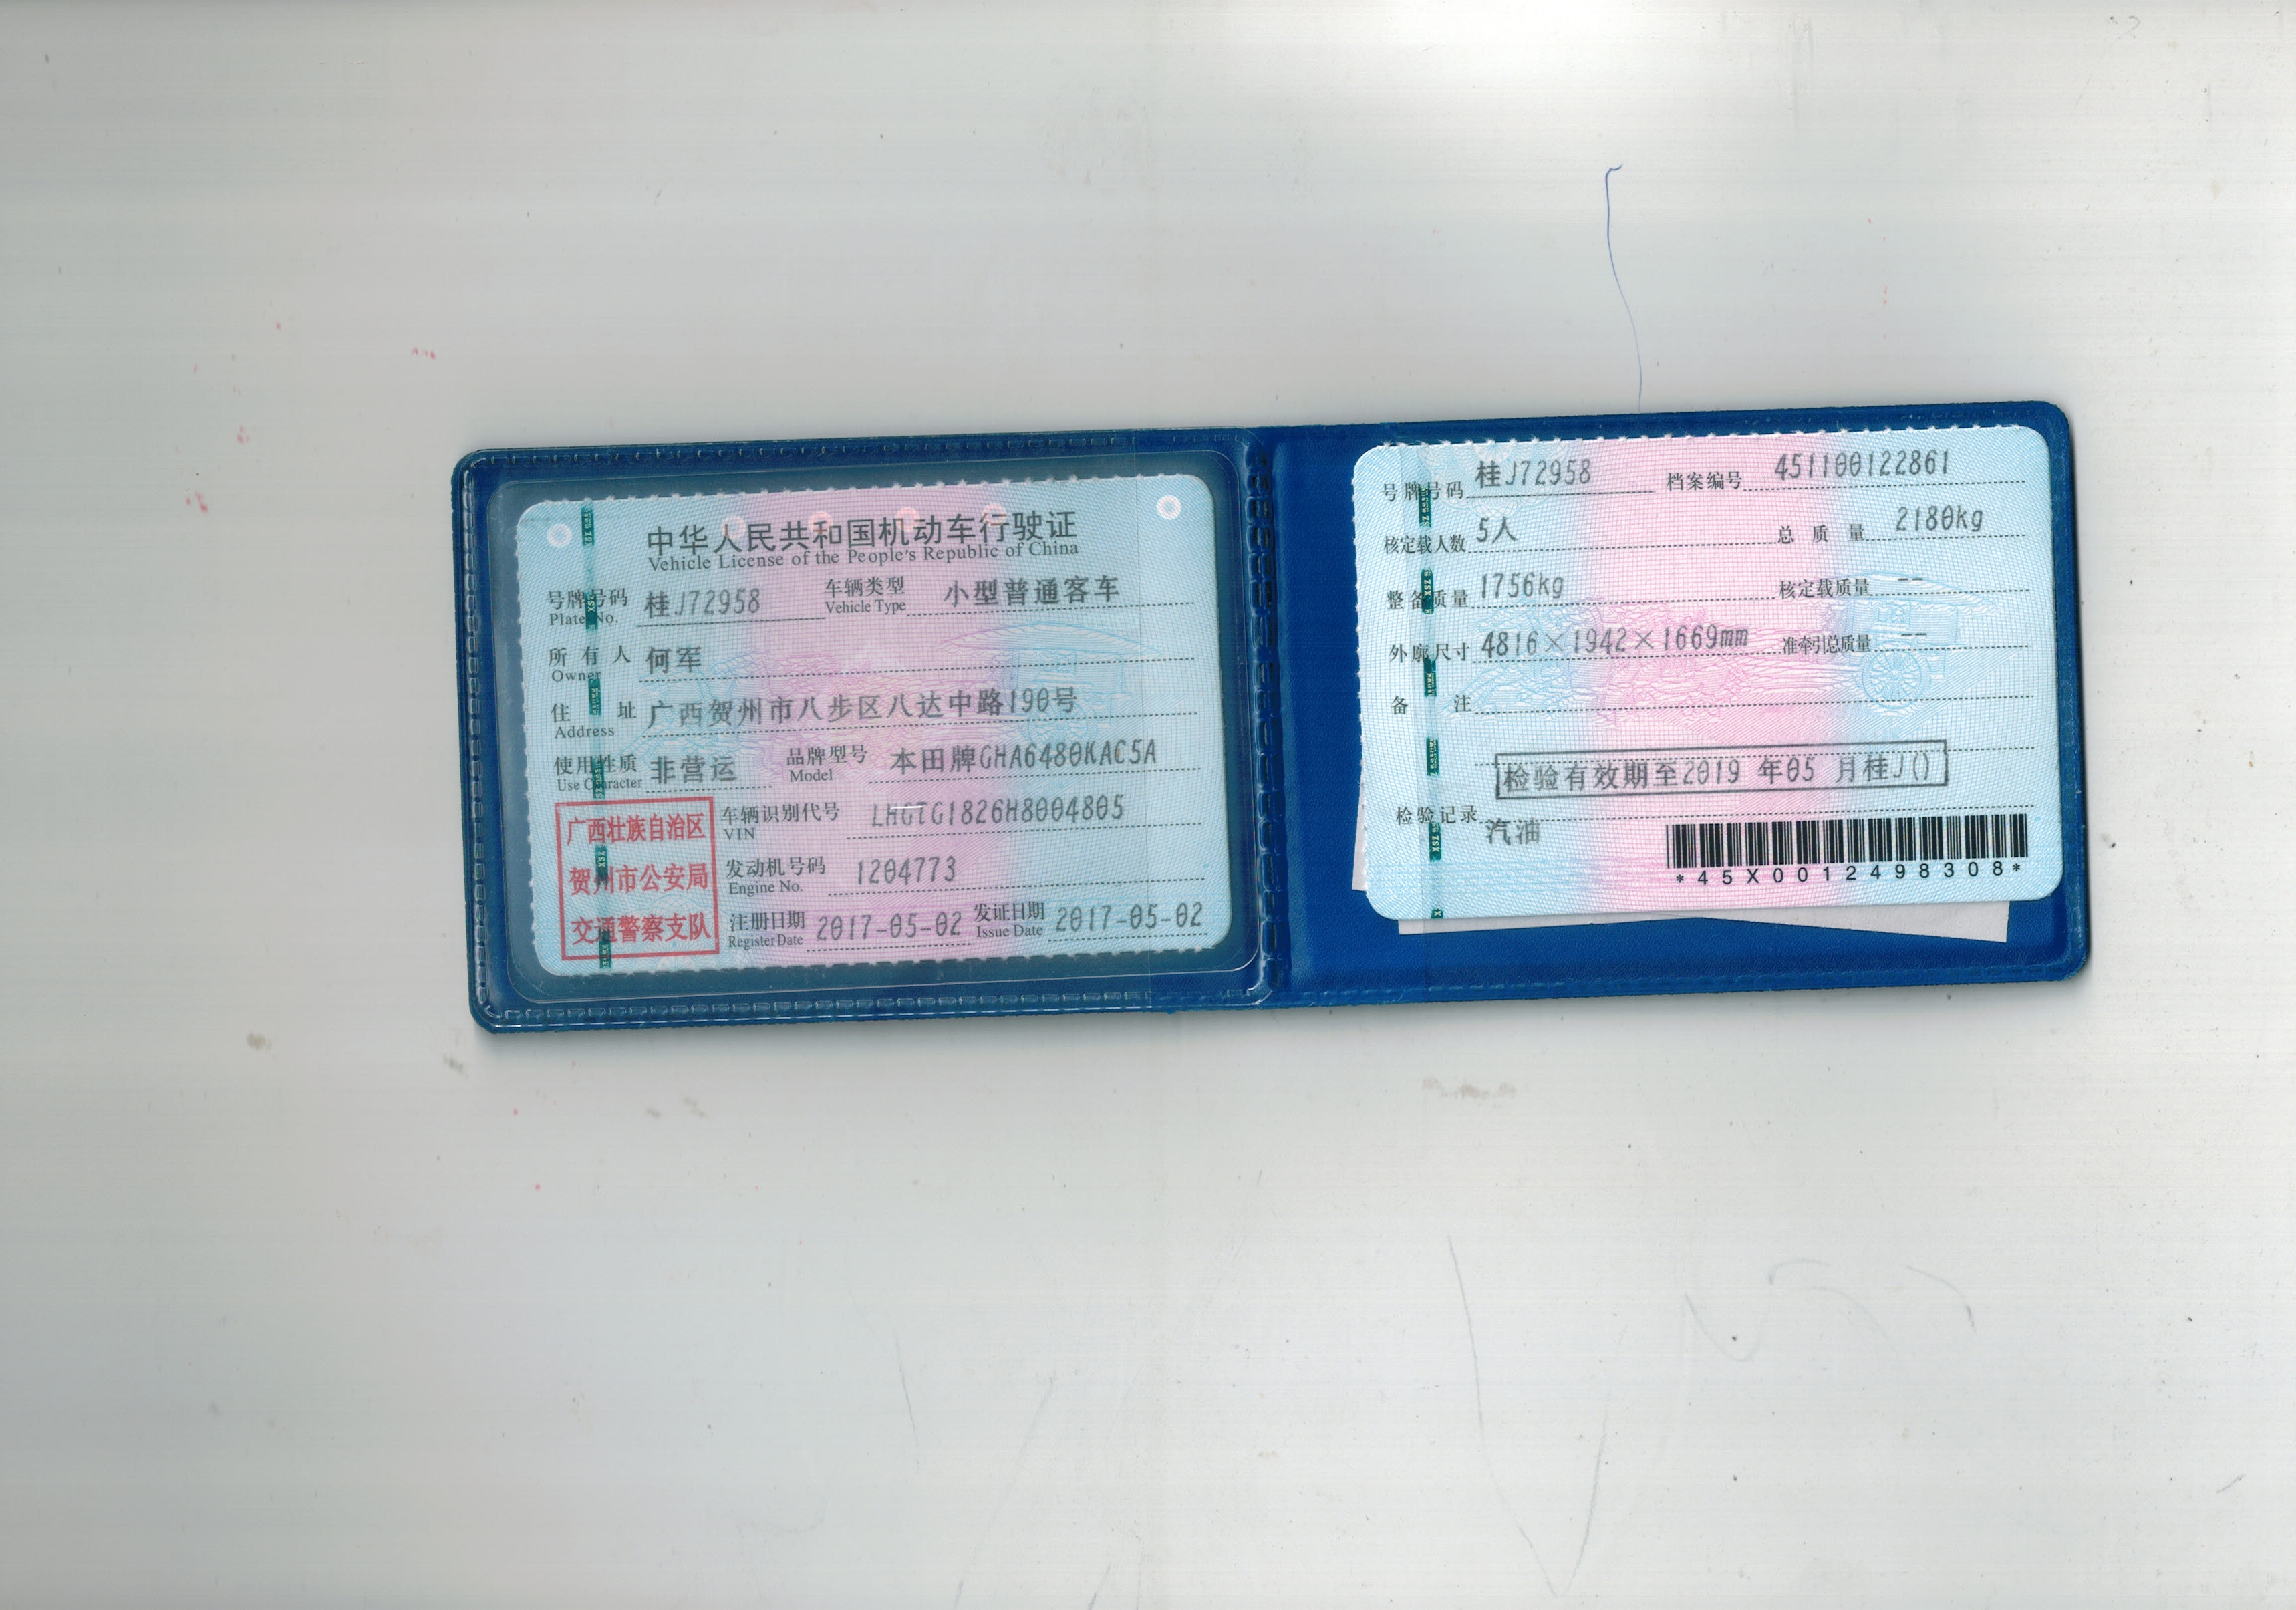 中华人民共和国机动车行驶证
Vehicle License of the People's Republic of China
号牌号码 桂J72958 车辆类型 小型普通客车
Plate No. Vehicle Type
所有人 何军
Owner
住址 广西贺州市八步区八达中路190号
Address
使用性质 非营运 品牌型号 本田牌GHA6480KAC5A
Use Character Model
车辆识别代号 LHGTG1826H8004805
VIN
发动机号码 1204773
Engine No.
注册日期 2017-05-02 发证日期 2017-05-02
Register Date Issue Date
广西壮族自治区
贺州市公安局
交通警察支队
号牌号码 桂J72958 档案编号 451100122861
核定载人数 5人 总质量 2180kg
整备质量 1756kg 核定载质量 --
外廓尺寸 4816×1942×1669mm 准牵引总质量 --
备注
检验有效期至2019 年05 月桂J()
检验记录
汽油
*45X0012498308*